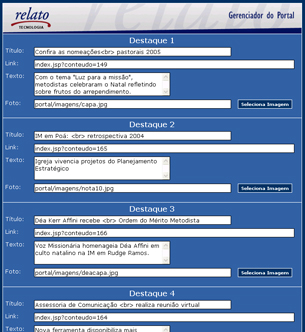 relato
TECNOLOGIA
Gerenciador do Portal
Destaque 1
Título: Confira as nomeações<br> pastorais 2005
Link: index.jsp?conteudo=149
Texto: Com o tema "Luz para a missão",
metodistas celebraram o Natal refletindo
sobre frutos do arrependimento.
Foto: portal/imagens/capa.jpg Seleciona Imagem
Destaque 2
Título: IM em Poá: <br> retrospectiva 2004
Link: index.jsp?conteudo=165
Texto: Igreja vivencia projetos do Planejamento
Estratégico.
Foto: portal/imagens/nota10.jpg Seleciona Imagem
Destaque 3
Título: Déa Kerr Affini recebe <br> Ordem do Mérito Metodista
Link: index.jsp?conteudo=166
Texto: Voz Missionária homenageia Déa Affini em
culto natalino na IM em Rudge Ramos.
Foto: portal/imagens/deacapa.jpg Seleciona Imagem
Destaque 4
Título: Assessoria de Comunicação <br> realiza reunião virtual
Link: index.jsp?conteudo=164
Texto: Nova ferramenta disponibiliza mais